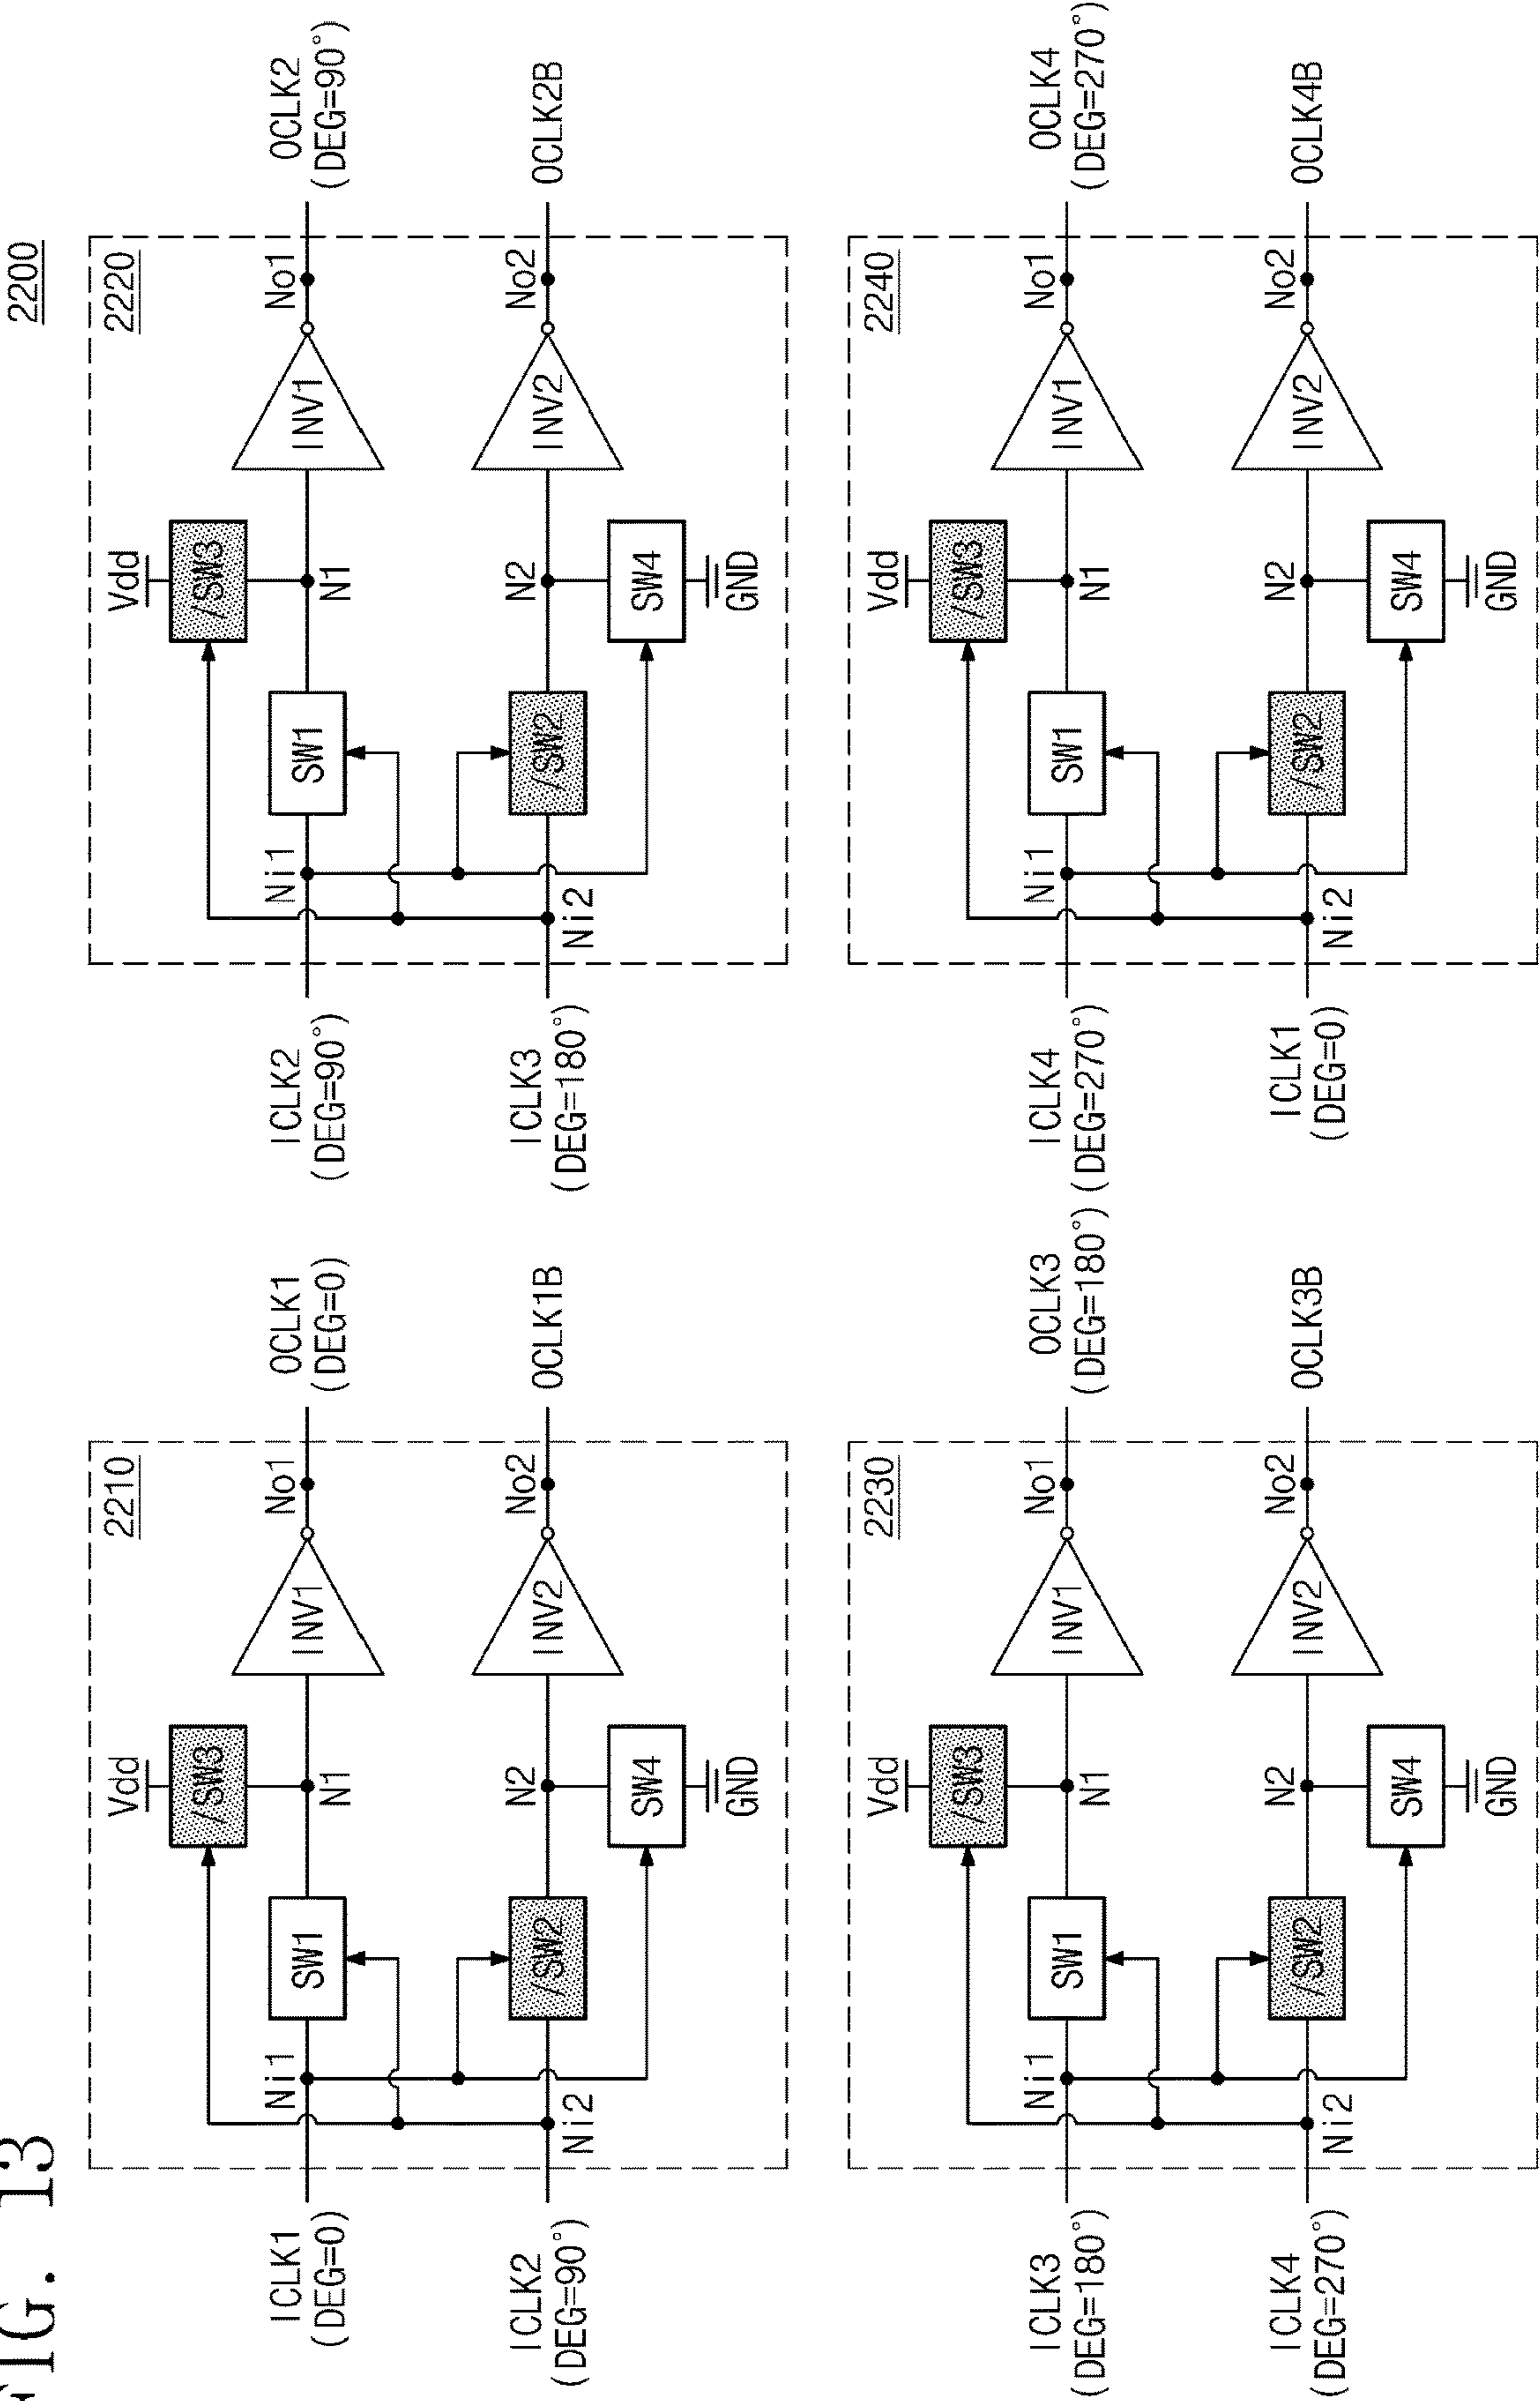 FIG. 13
2200
2210
ICLK1
(DEG=0)
ICLK2
(DEG=90°)
Ni1
Ni2
SW1
/SW2
Vdd
/SW3
N1
N2
SW4
GND
INV1
INV2
No1
No2
OCLK1
(DEG=0)
OCLK1B
2220
ICLK2
(DEG=90°)
ICLK3
(DEG=180°)
Ni1
Ni2
SW1
/SW2
Vdd
/SW3
N1
N2
SW4
GND
INV1
INV2
No1
No2
OCLK2
(DEG=90°)
OCLK2B
2230
ICLK3
(DEG=180°)
ICLK4
(DEG=270°)
Ni1
Ni2
SW1
/SW2
Vdd
/SW3
N1
N2
SW4
GND
INV1
INV2
No1
No2
OCLK3
(DEG=180°)
OCLK3B
2240
ICLK4
(DEG=270°)
ICLK1
(DEG=0)
Ni1
Ni2
SW1
/SW2
Vdd
/SW3
N1
N2
SW4
GND
INV1
INV2
No1
No2
OCLK4
(DEG=270°)
OCLK4B